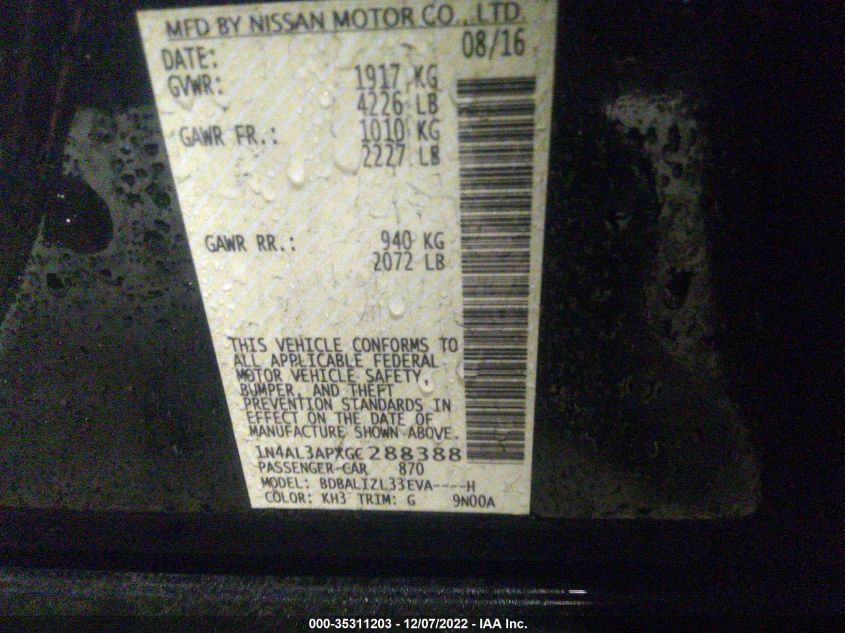 MFD BY NISSAN MOTOR CO., LTD.
DATE: 08/16
GVWR: 1917 KG
4226 LB
GAWR FR.: 1010 KG
2227 LB
GAWR RR.: 940 KG
2072 LB
THIS VEHICLE CONFORMS TO
ALL APPLICABLE FEDERAL
MOTOR VEHICLE SAFETY,
BUMPER, AND THEFT
PREVENTION STANDARDS IN
EFFECT ON THE DATE OF
MANUFACTURE SHOWN ABOVE.
1N4AL3APXGC288388
PASSENGER-CAR 870
MODEL: BDBALIZL33EVA----H
COLOR: KH3 TRIM: G 9N00A
000-35311203 - 12/07/2022 - IAA Inc.